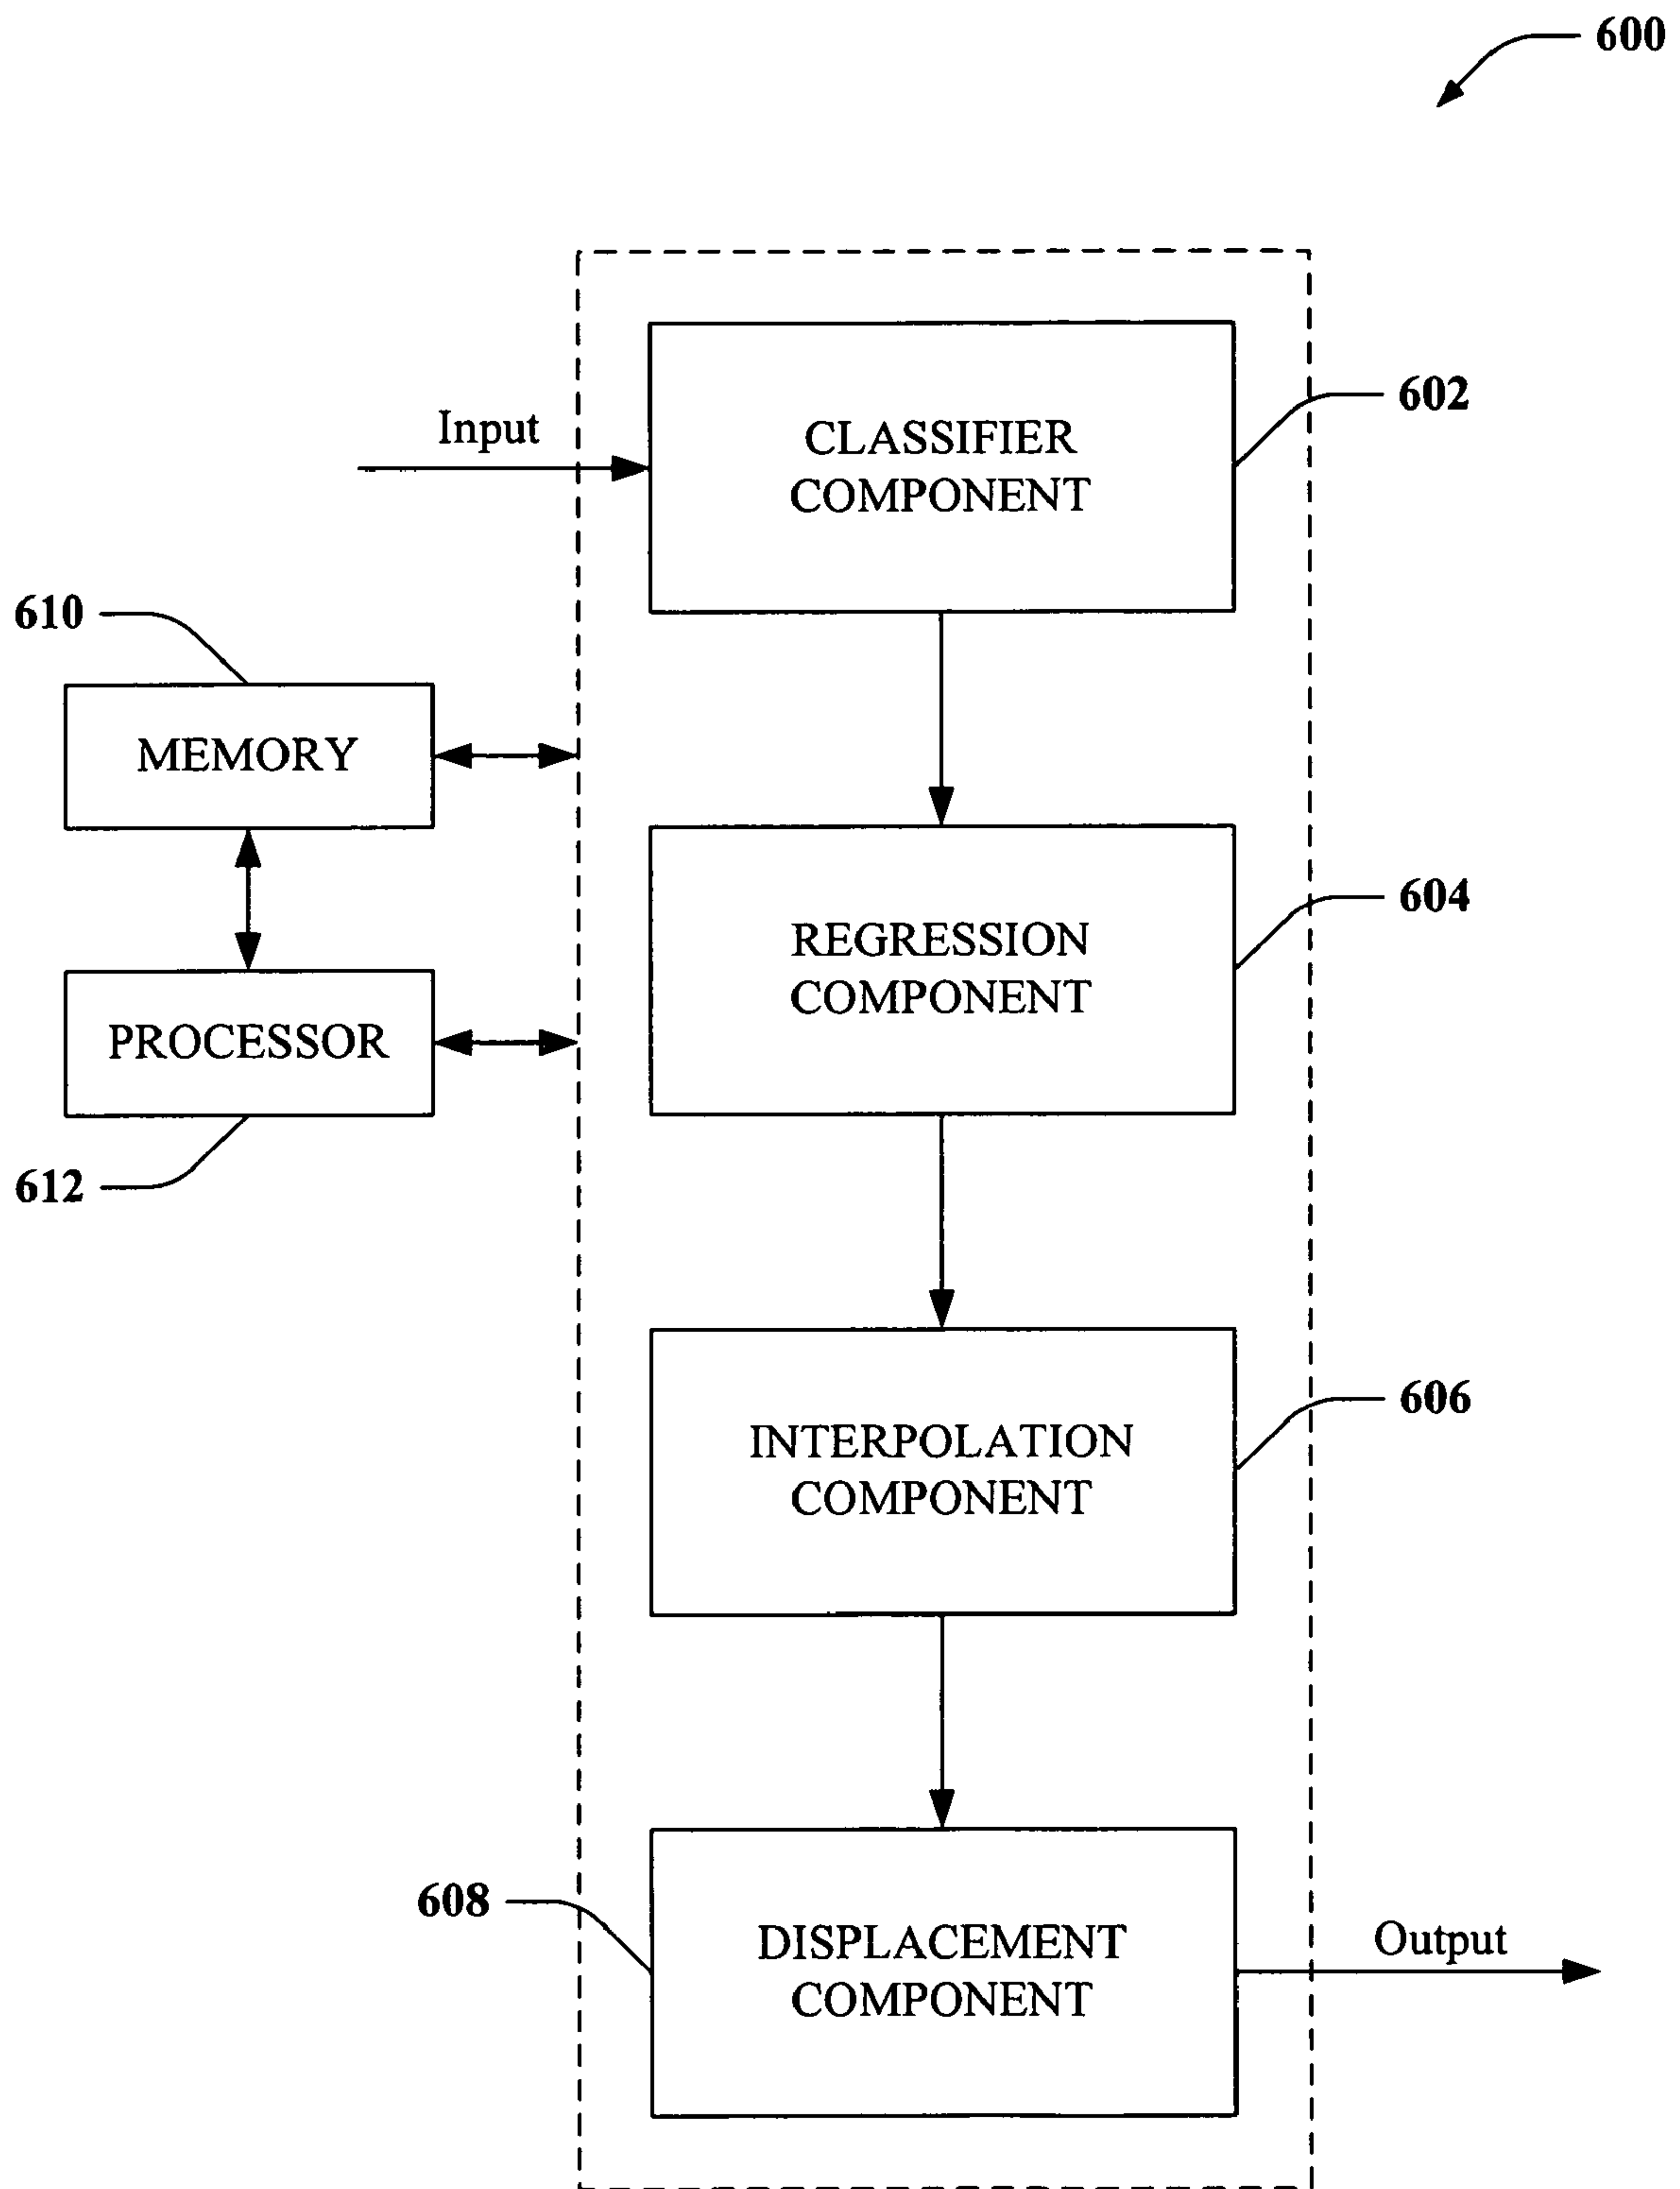 600
CLASSIFIER
COMPONENT
602
Input
610
MEMORY
REGRESSION
COMPONENT
604
PROCESSOR
612
INTERPOLATION
COMPONENT
606
608
DISPLACEMENT
COMPONENT
Output